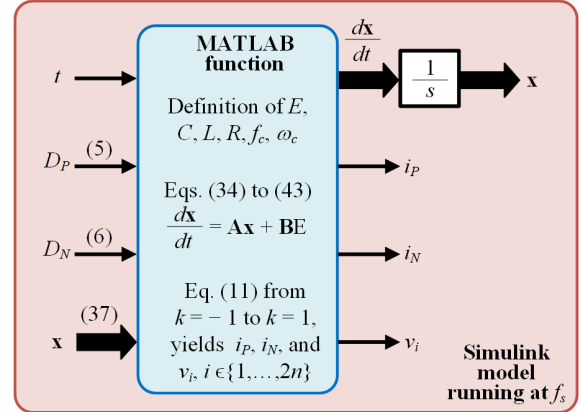 t
D_P (5)
D_N (6)
x (37)
MATLAB
function
Definition of E,
C, L, R, f_c, ω_c
Eqs. (34) to (43)
dx/dt = Ax + BE
Eq. (11) from
k = − 1 to k = 1,
yields i_P, i_N, and
v_i, i ∈{1,…,2n}
dx/dt
1/s
x
i_P
i_N
v_i
Simulink
model
running at f_s